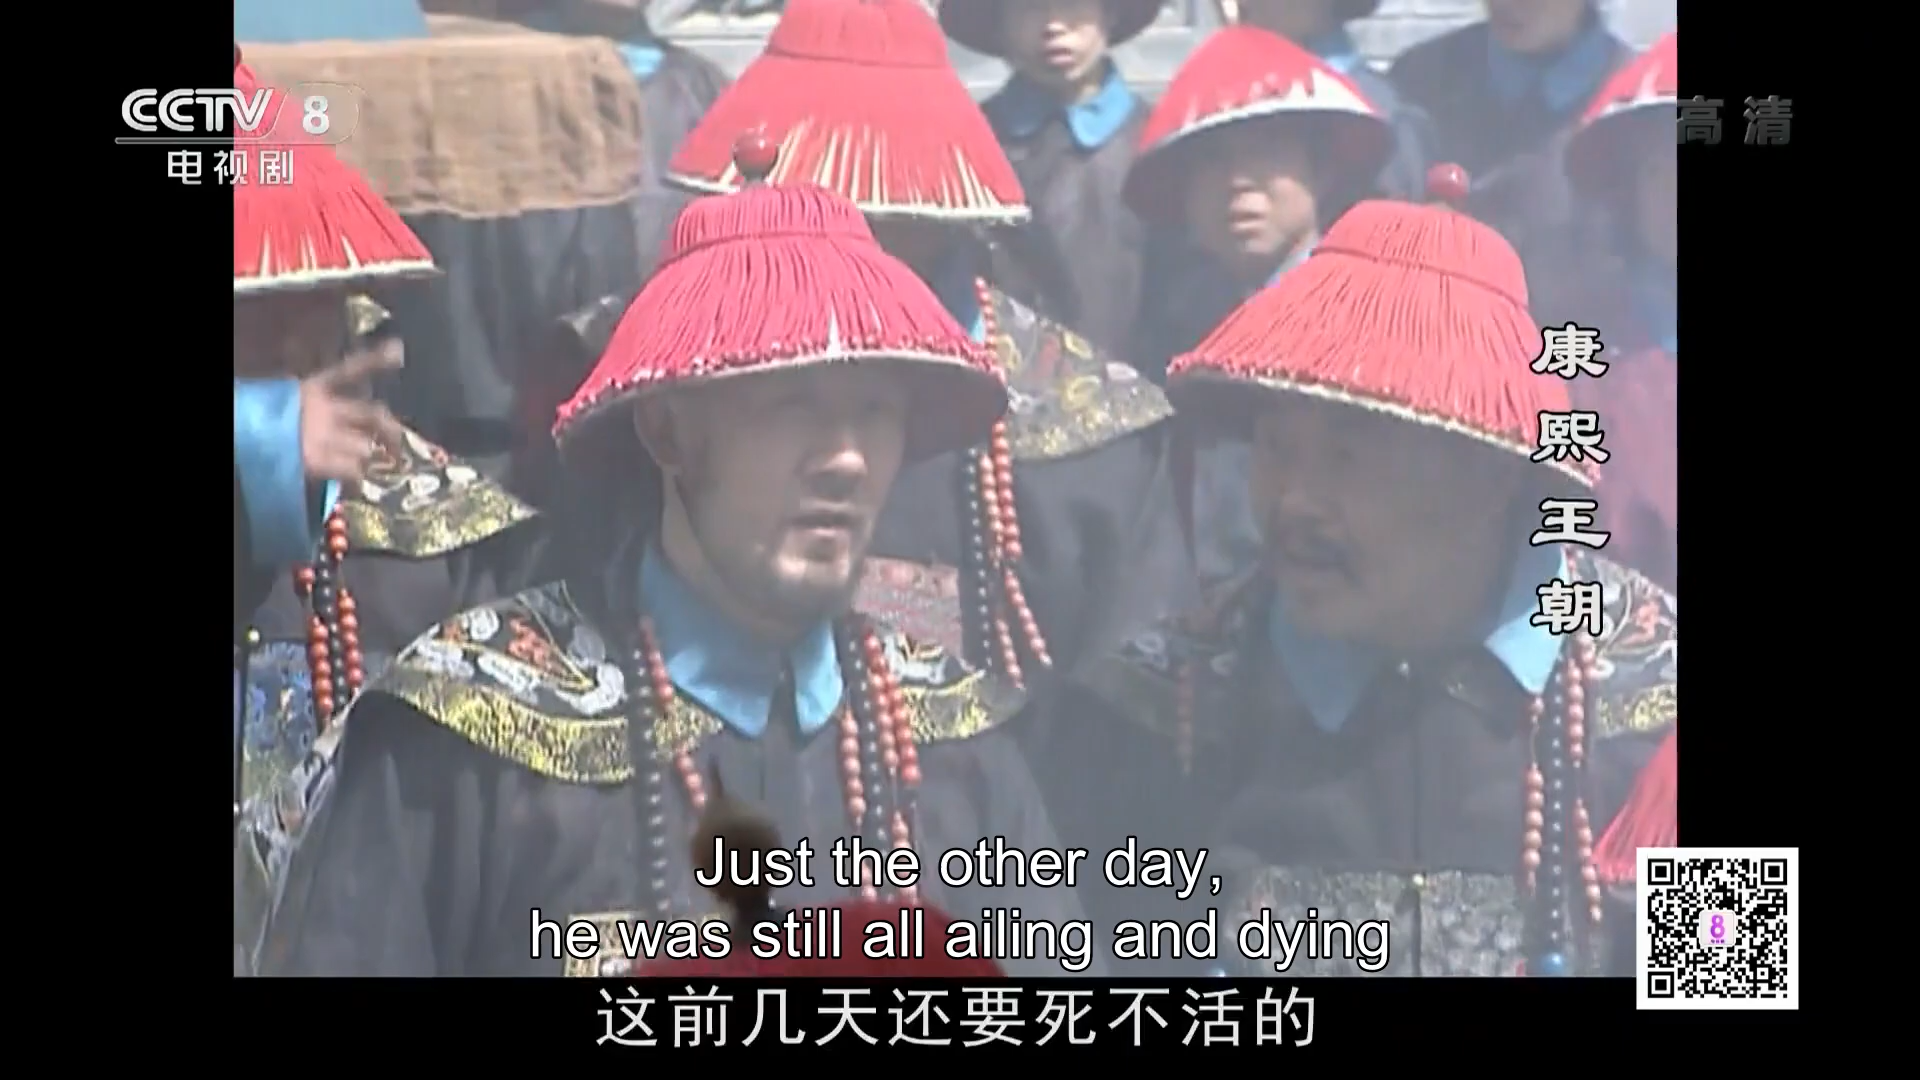 CCTV 8
电视剧
高清
康熙王朝
8
Just the other day,
he was still all ailing and dying
这前几天还要死不活的